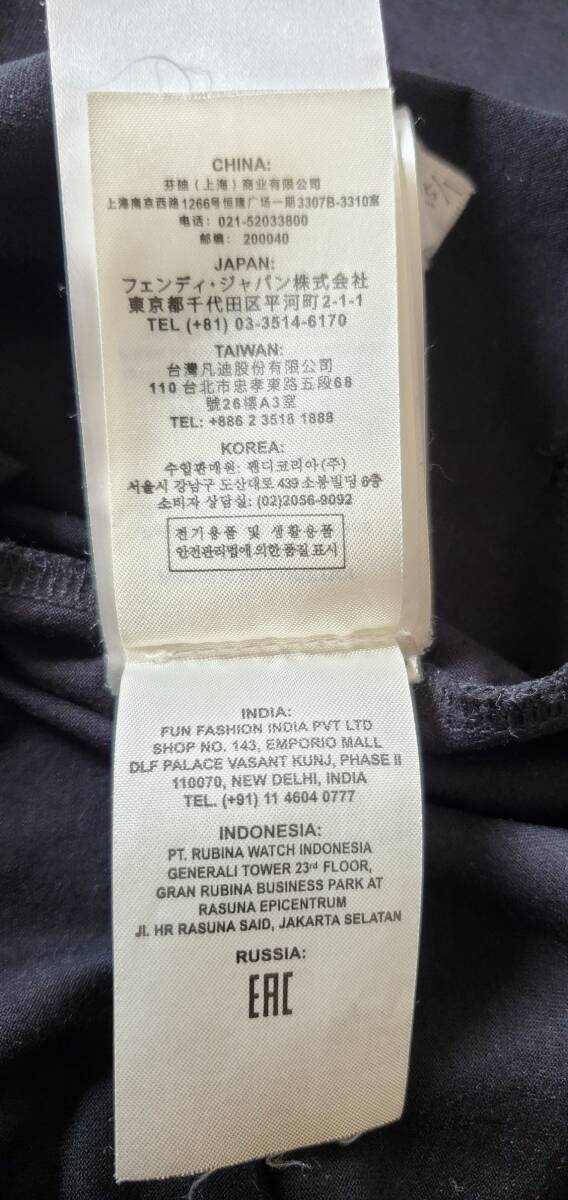 CHINA:
芬迪（上海）商业有限公司
上海南京西路1266号恒隆广场一期3307B-3310室
电话: 021-52033800
邮编: 200040
JAPAN:
フェンディ・ジャパン株式会社
東京都千代田区平河町2-1-1
TEL (+81) 03-3514-6170
TAIWAN:
台灣凡迪股份有限公司
110 台北市忠孝東路五段68
號26樓A3室
TEL: +886 2 3518 1888
KOREA:
수입판매원: 펜디코리아(주)
서울시 강남구 도산대로 439 소봉빌딩 6층
소비자 상담실: (02)2056-9092
전기용품 및 생활용품
안전관리법에 의한 품질 표시
INDIA:
FUN FASHION INDIA PVT LTD
SHOP NO. 143, EMPORIO MALL
DLF PALACE VASANT KUNJ, PHASE II
110070, NEW DELHI, INDIA
TEL. (+91) 11 4604 0777
INDONESIA:
PT. RUBINA WATCH INDONESIA
GENERALI TOWER 23rd FLOOR,
GRAN RUBINA BUSINESS PARK AT
RASUNA EPICENTRUM
Jl. HR RASUNA SAID, JAKARTA SELATAN
RUSSIA:
EAC